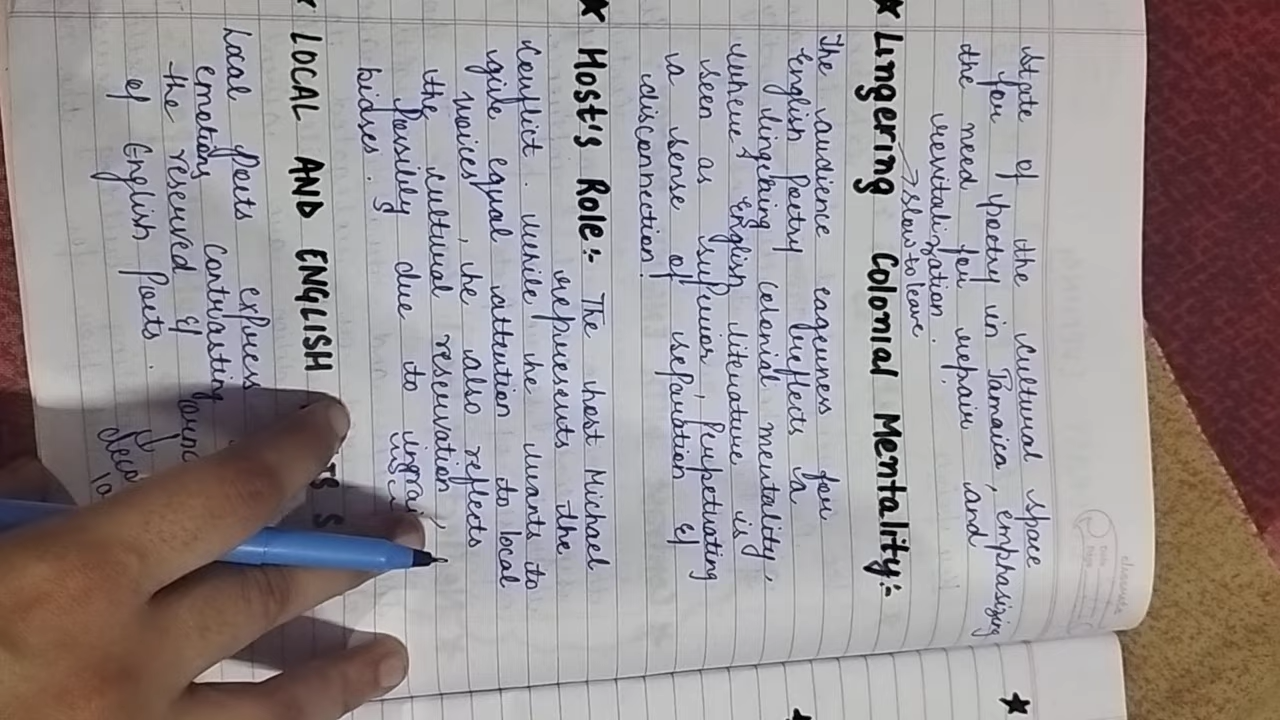 state of the cultural space
for poetry in Jamaica, emphasizing
the need for repair and
revitalization.
→ slow to leave
★ Lingering Colonial Mentality:-
The audience eagerness for
English Poetry reflects a
lingering colonial mentality,
where English literature is
seen as superior, perpetuating
a sense of separation &
disconnection!
★ Host's Role:- The host Michael
represents the
Conflict. While he wants to
give equal attention to local
voices, he also reflects
the cultural reservation,
Possibly due to
bidses.
LOCAL AND ENGLISH
Local Poets express
emotions contrasting
the reserved &
of English Poets.